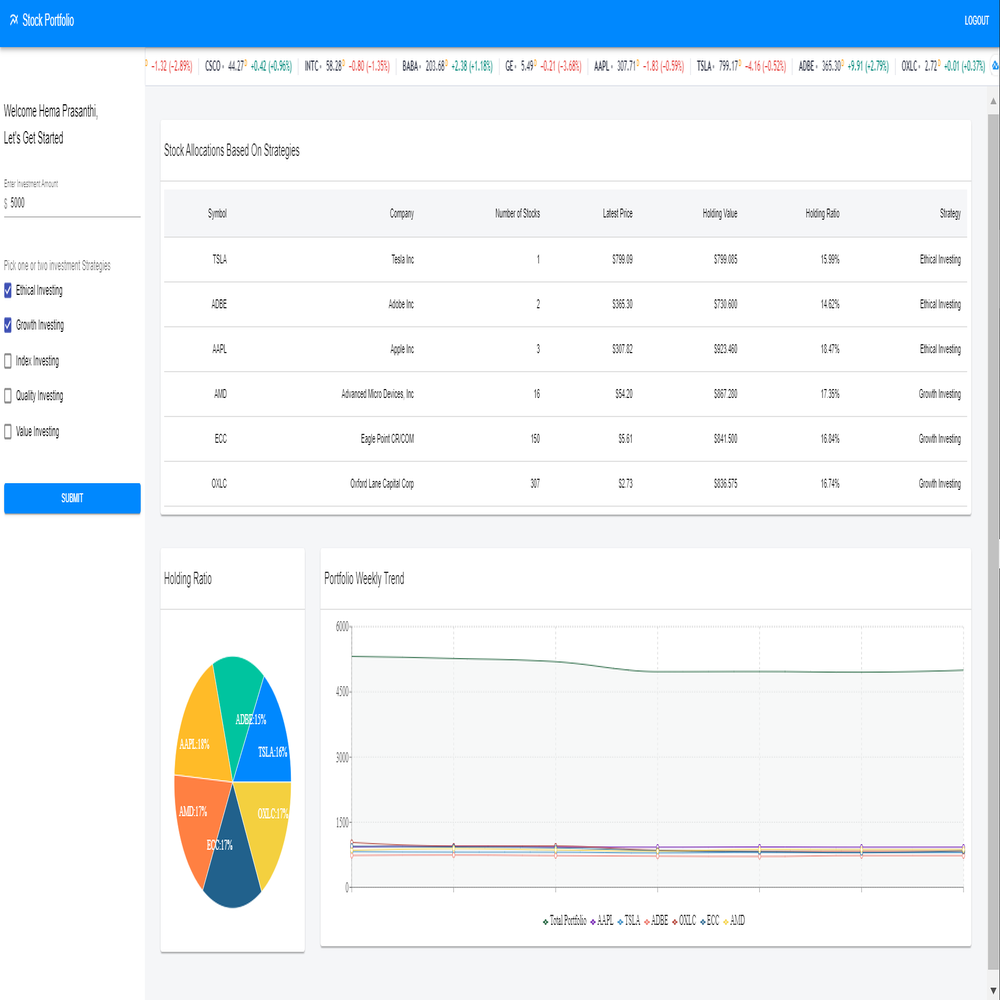 Stock Portfolio
LOGOUT
−1.32 (−2.89%) CSCO 44.27 +0.42 (+0.96%) INTC 58.28 −0.80 (−1.35%) BABA 203.68 +2.38 (+1.18%) GE 5.49 −0.21 (−3.68%) AAPL 307.71 −1.83 (−0.59%) TSLA 799.17 −4.16 (−0.52%) ADBE 365.30 +9.91 (+2.79%) OXLC 2.72 +0.01 (+0.37%)
Welcome Hema Prasanthi,
Let's Get Started
Enter Investment Amount
$ 5000
Pick one or two investment Strategies
Ethical Investing
Growth Investing
Index Investing
Quality Investing
Value Investing
SUBMIT
Stock Allocations Based On Strategies
Symbol Company Number of Stocks Latest Price Holding Value Holding Ratio Strategy
TSLA Tesla Inc 1 $799.09 $799.085 15.99% Ethical Investing
ADBE Adobe Inc 2 $365.30 $730.600 14.62% Ethical Investing
AAPL Apple Inc 3 $307.82 $923.460 18.47% Ethical Investing
AMD Advanced Micro Devices, Inc 16 $54.20 $867.280 17.35% Growth Investing
ECC Eagle Point CR/COM 150 $5.61 $841.500 16.84% Growth Investing
OXLC Oxford Lane Capital Corp 307 $2.73 $836.575 16.74% Growth Investing
Holding Ratio
ADBE:15%
TSLA:16%
AAPL:18%
AMD:17%
OXLC:17%
ECC:17%
Portfolio Weekly Trend
6000
4500
3000
1500
0
Total Portfolio AAPL TSLA ADBE OXLC ECC AMD